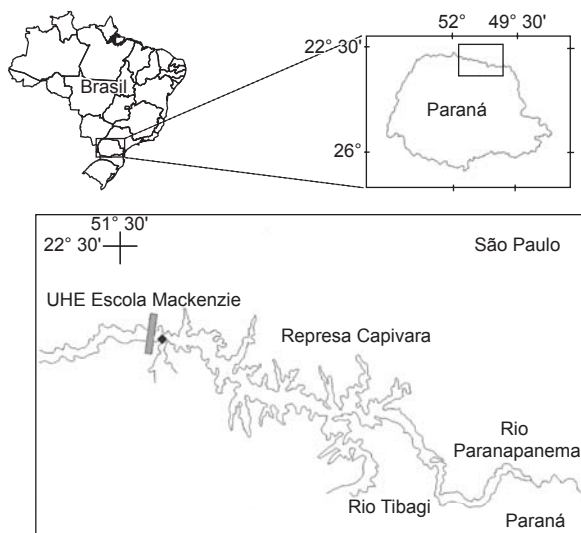 Brasil
52° 49° 30'
22° 30'
Paraná
26°
51° 30'
22° 30'
São Paulo
UHE Escola Mackenzie
Represa Capivara
Rio
Paranapanema
Rio Tibagi
Paraná